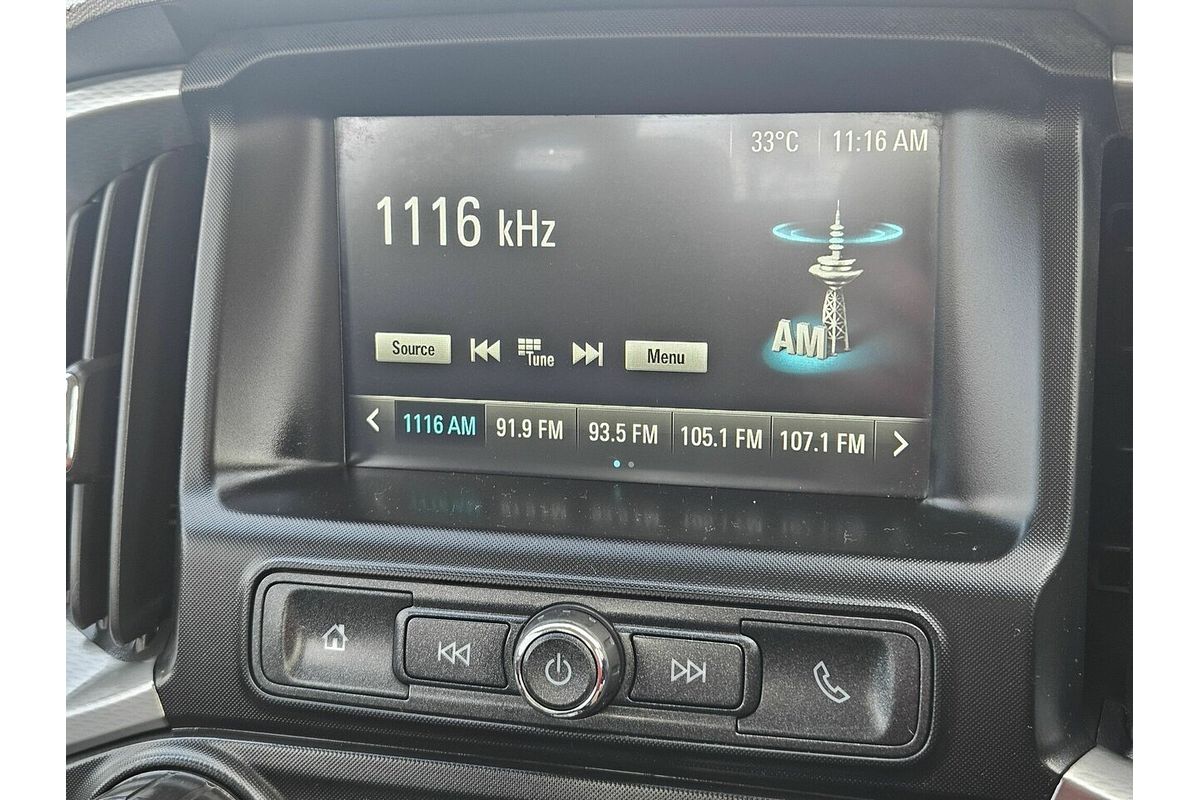 33°C 11:16 AM
1116 kHz
AM
Source Tune Menu
1116 AM 91.9 FM 93.5 FM 105.1 FM 107.1 FM